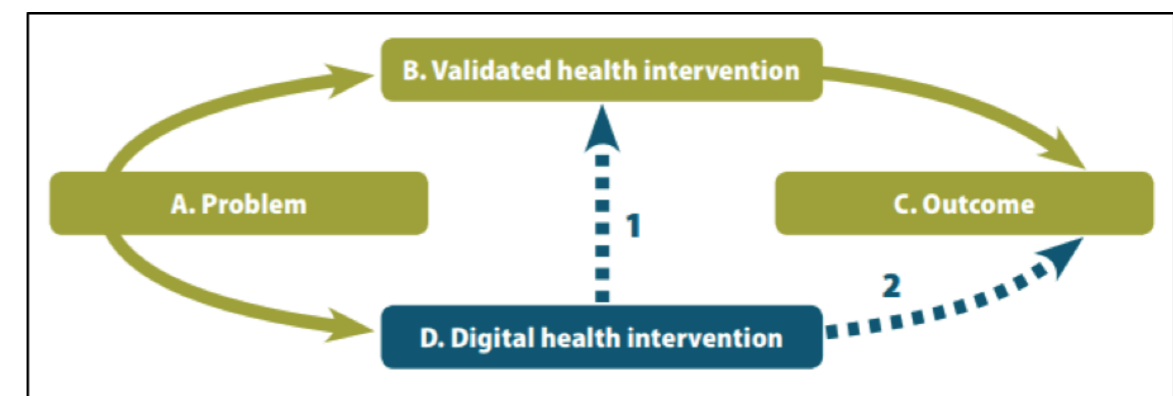 B. Validated health intervention
A. Problem
C. Outcome
1
2
D. Digital health intervention